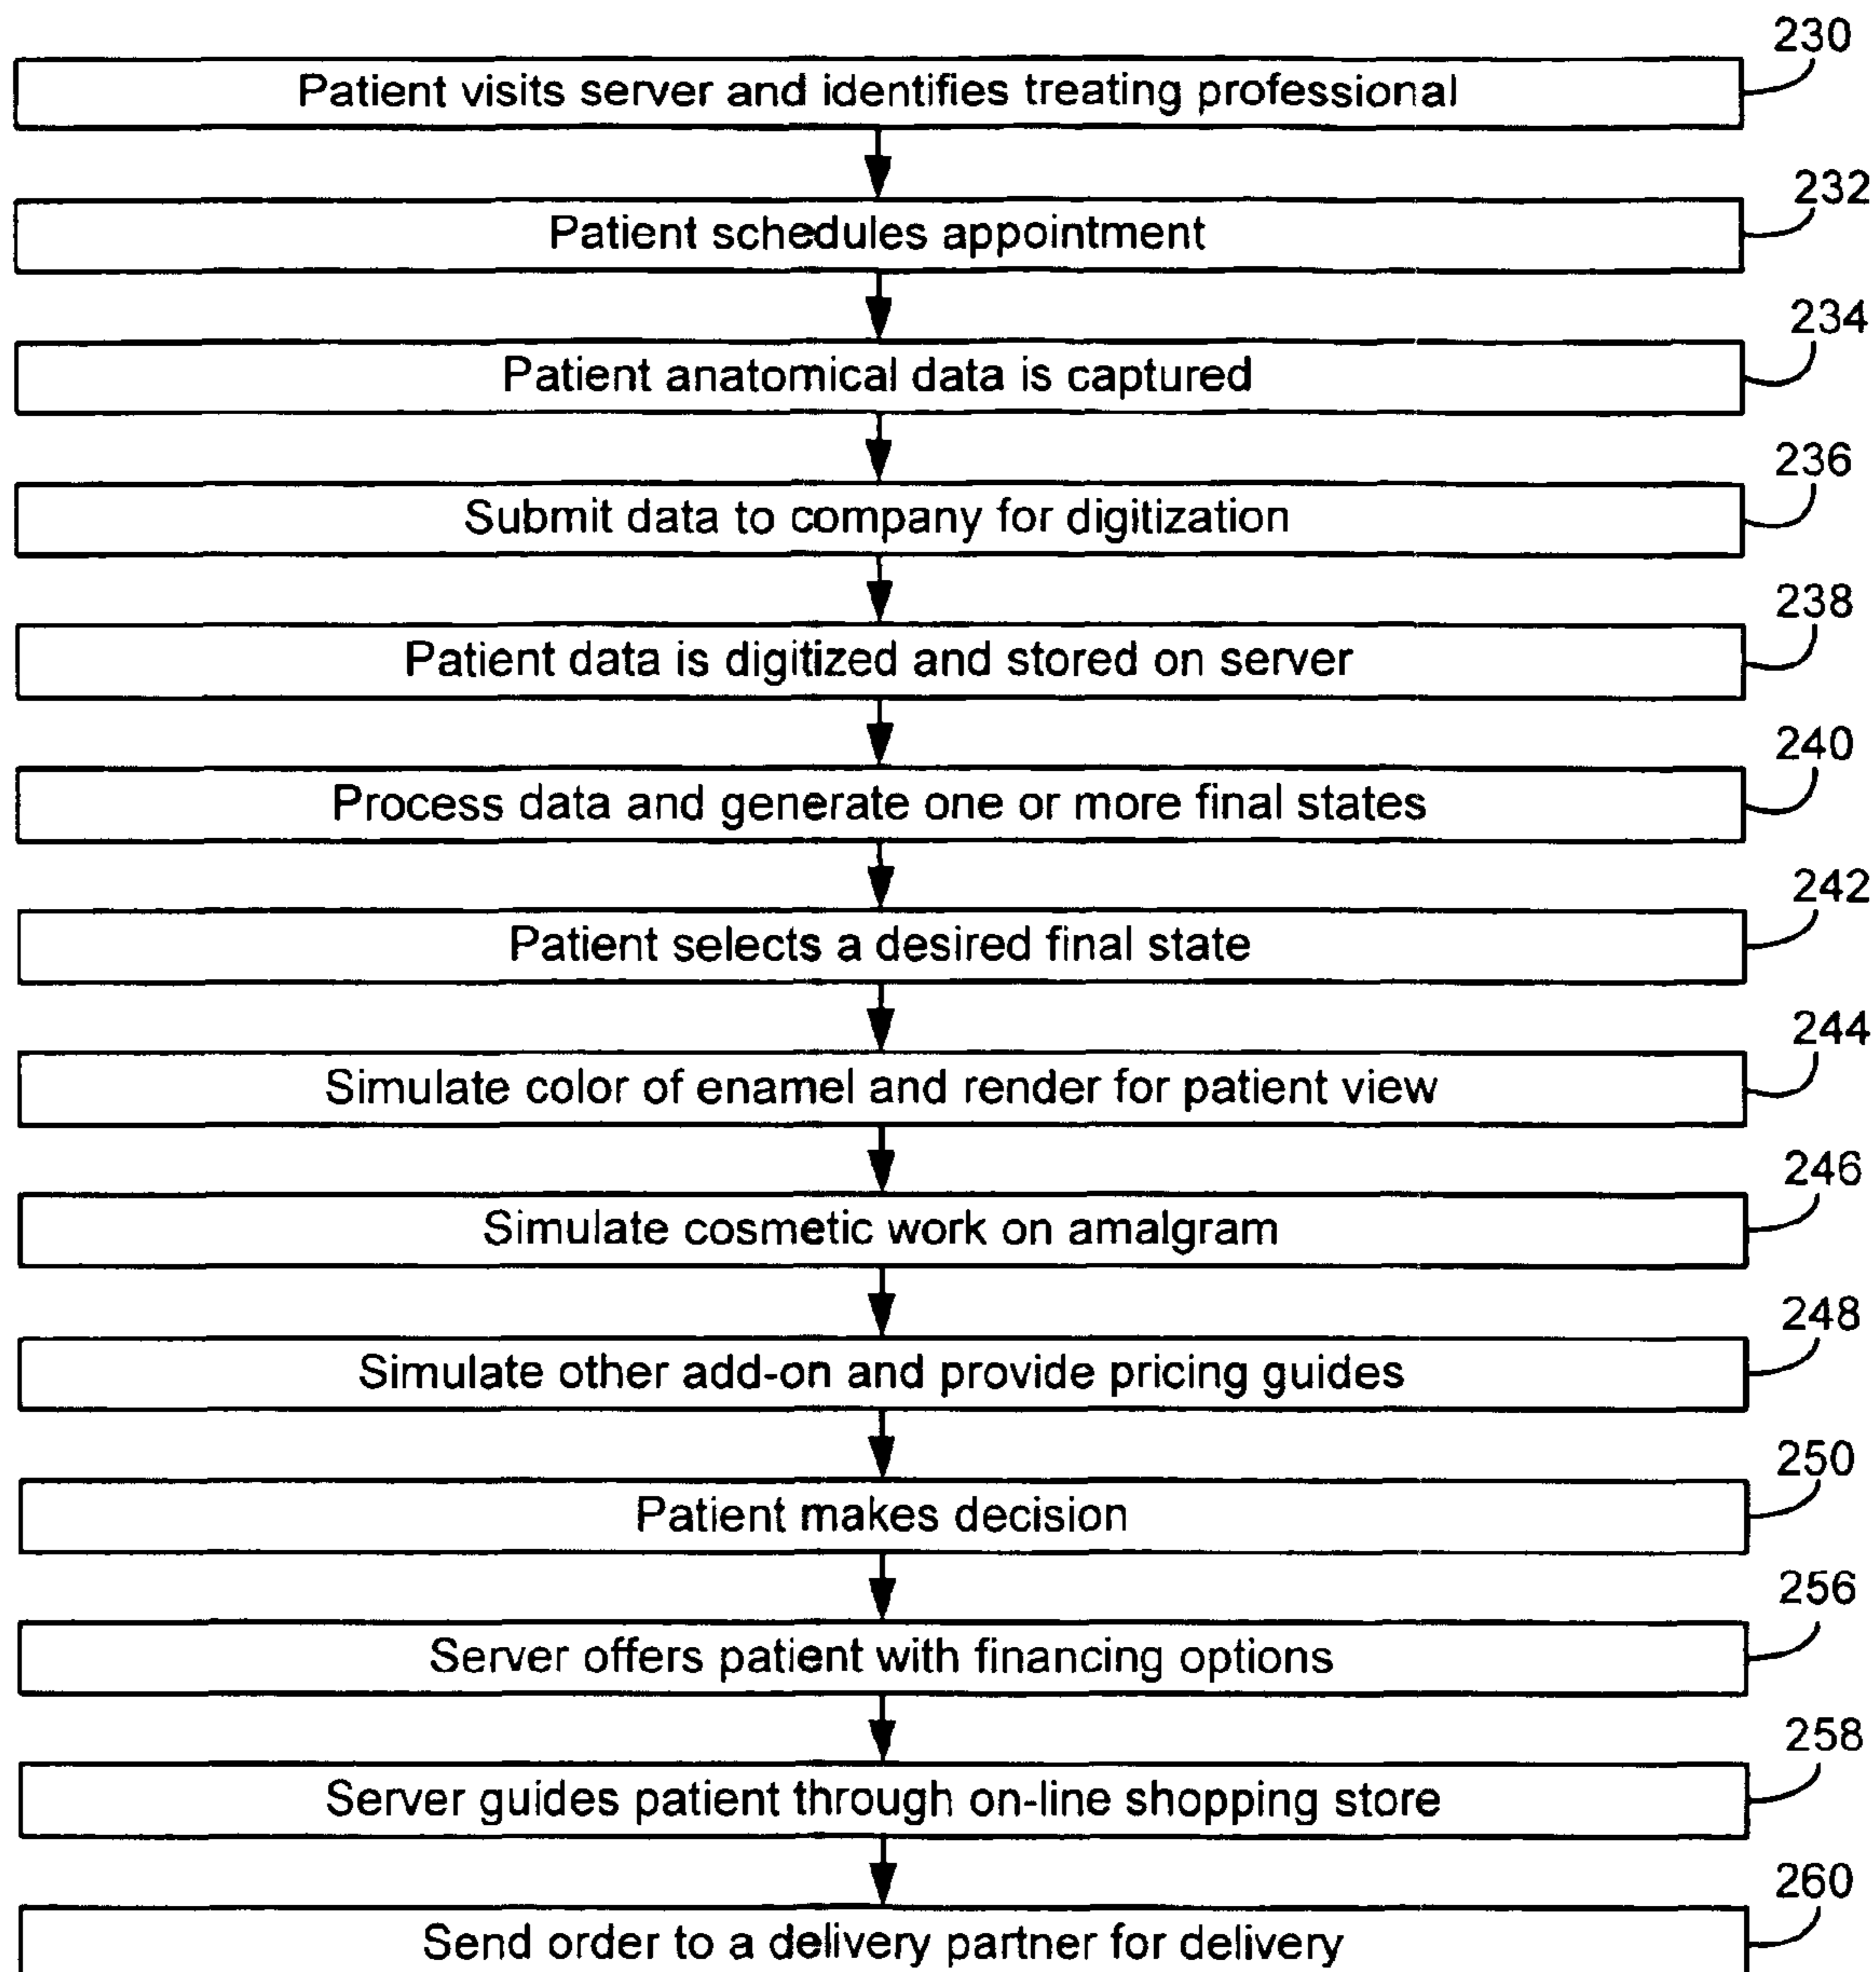 230
Patient visits server and identifies treating professional
232
Patient schedules appointment
234
Patient anatomical data is captured
236
Submit data to company for digitization
238
Patient data is digitized and stored on server
240
Process data and generate one or more final states
242
Patient selects a desired final state
244
Simulate color of enamel and render for patient view
246
Simulate cosmetic work on amalgram
248
Simulate other add-on and provide pricing guides
250
Patient makes decision
256
Server offers patient with financing options
258
Server guides patient through on-line shopping store
260
Send order to a delivery partner for delivery